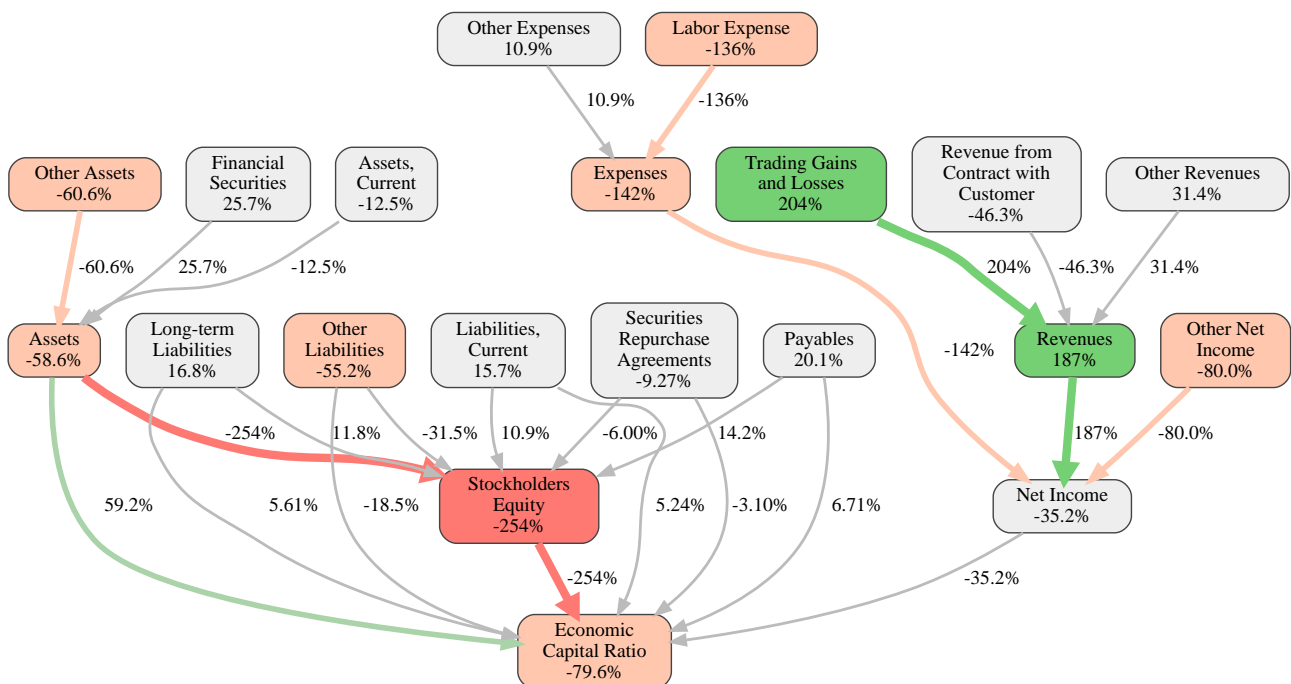 Other Expenses
10.9%
Labor Expense
-136%
10.9%
-136%
Other Assets
-60.6%
Financial
Securities
25.7%
Assets,
Current
-12.5%
Expenses
-142%
Trading Gains
and Losses
204%
Revenue from
Contract with
Customer
-46.3%
Other Revenues
31.4%
-60.6%
25.7%
-12.5%
204%
-46.3%
31.4%
Assets
-58.6%
Long-term
Liabilities
16.8%
Other
Liabilities
-55.2%
Liabilities,
Current
15.7%
Securities
Repurchase
Agreements
-9.27%
Payables
20.1%
-142%
Revenues
187%
Other Net
Income
-80.0%
-254%
11.8%
-31.5%
10.9%
-6.00%
14.2%
187%
-80.0%
59.2%
5.61%
-18.5%
Stockholders
Equity
-254%
5.24%
-3.10%
6.71%
Net Income
-35.2%
-254%
-35.2%
Economic
Capital Ratio
-79.6%